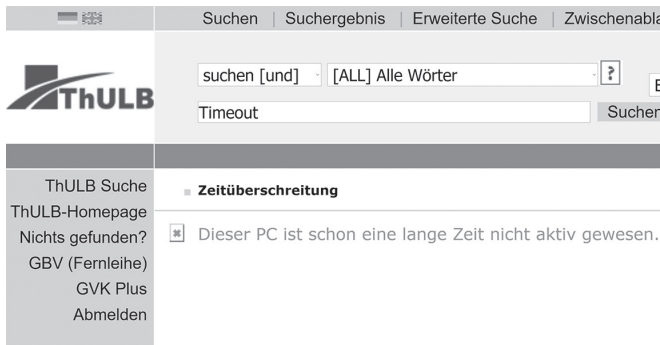 Suchen | Suchergebnis | Erweiterte Suche | Zwischenabla
ThULB
suchen [und] [ALL] Alle Wörter ?
Timeout Suchen
ThULB Suche
ThULB-Homepage
Nichts gefunden?
GBV (Fernleihe)
GVK Plus
Abmelden
Zeitüberschreitung
Dieser PC ist schon eine lange Zeit nicht aktiv gewesen.